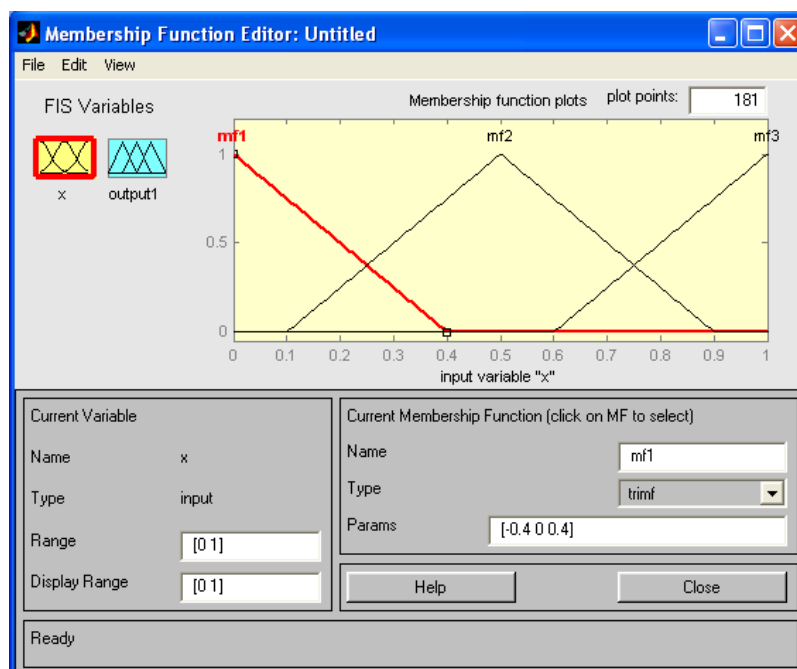 Membership Function Editor: Untitled
File Edit View
FIS Variables
x
output1
Membership function plots
plot points:
181
mf1
mf2
mf3
1
0.5
0
0 0.1 0.2 0.3 0.4 0.5 0.6 0.7 0.8 0.9 1
input variable "x"
Current Variable
Name x
Type input
Range [0 1]
Display Range [0 1]
Current Membership Function (click on MF to select)
Name mf1
Type trimf
Params [-0.4 0 0.4]
Help
Close
Ready